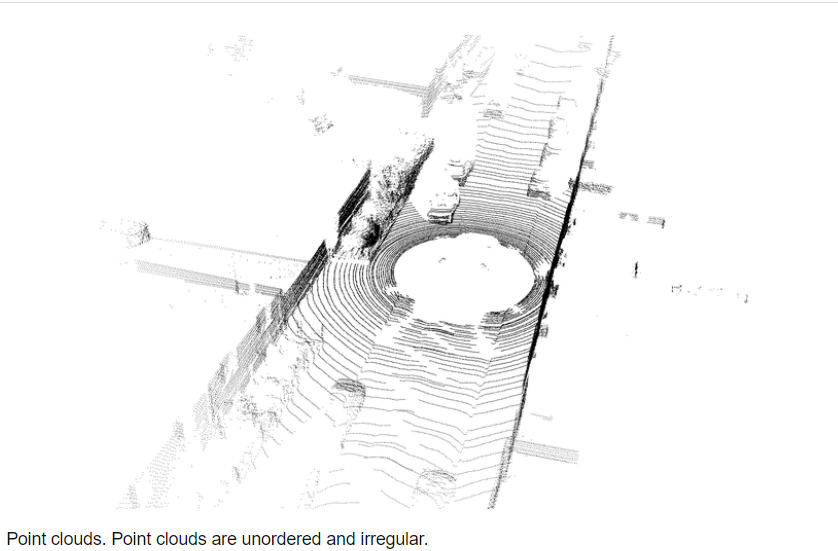 Point clouds. Point clouds are unordered and irregular.